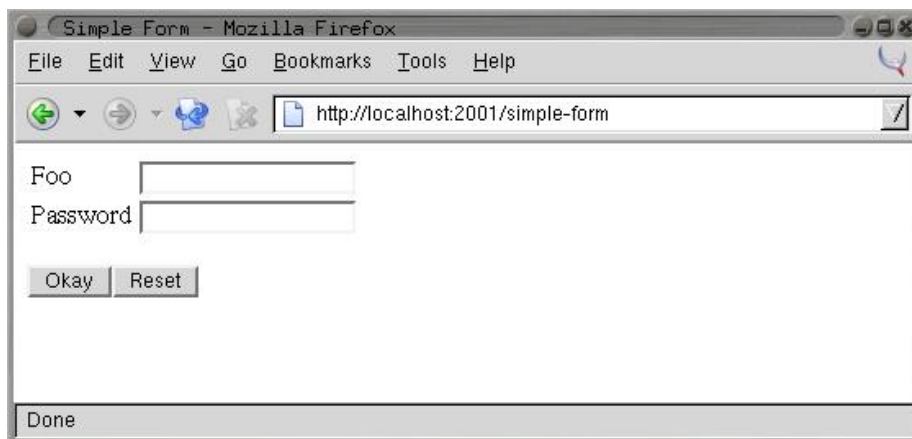 Simple Form - Mozilla Firefox
File Edit View Go Bookmarks Tools Help
http://localhost:2001/simple-form
Foo
Password
Okay Reset
Done